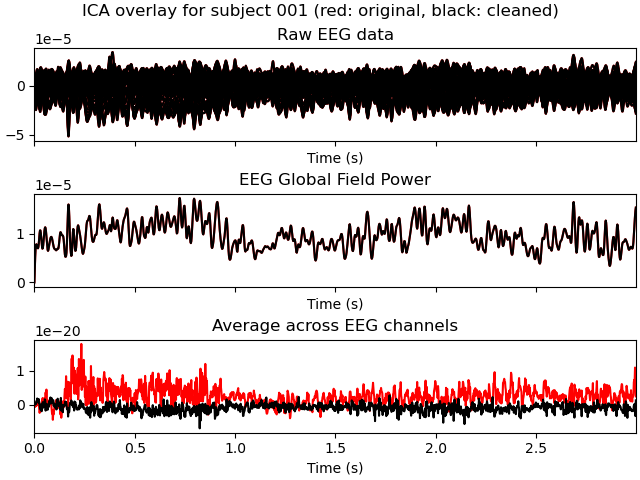 ICA overlay for subject 001 (red: original, black: cleaned)
Raw EEG data
1e−5
0
−5
Time (s)
EEG Global Field Power
1e−5
1
0
Time (s)
Average across EEG channels
1e−20
1
0
0.0 0.5 1.0 1.5 2.0 2.5
Time (s)